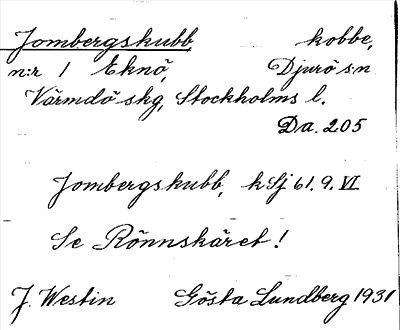 Jombergskubb kobbe,
n:r 1 Eknö, Djurö sn
Värmdö skg, Stockholms l.
Da. 205
Jombergskubb, k Sj 61.9.VI
Se Rönnskäret!
J. Westin Gösta Lundberg 1931